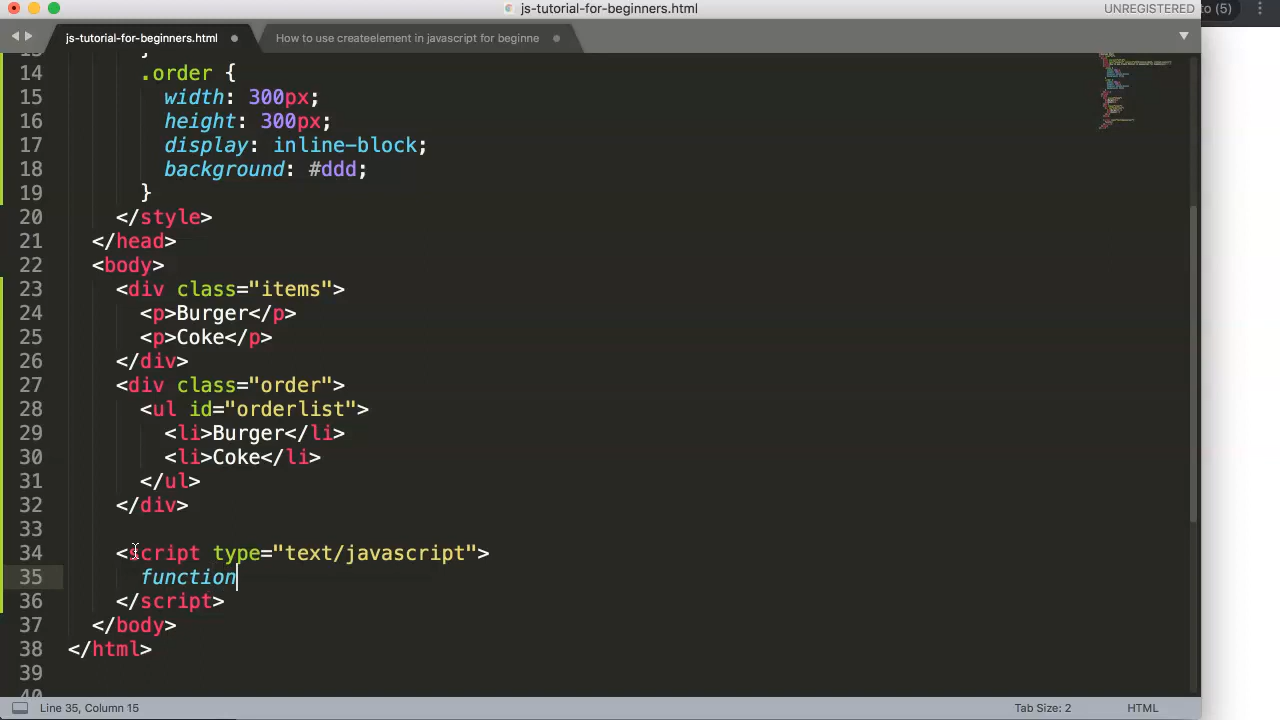 js-tutorial-for-beginners.html
UNREGISTERED
to (5)
js-tutorial-for-beginners.html
How to use createelement in javascript for beginne
14 .order {
15 width: 300px;
16 height: 300px;
17 display: inline-block;
18 background: #ddd;
19 }
20 </style>
21 </head>
22 <body>
23 <div class="items">
24 <p>Burger</p>
25 <p>Coke</p>
26 </div>
27 <div class="order">
28 <ul id="orderlist">
29 <li>Burger</li>
30 <li>Coke</li>
31 </ul>
32 </div>
33
34 <script type="text/javascript">
35 function
36 </script>
37 </body>
38 </html>
39
Line 35, Column 15
Tab Size: 2
HTML